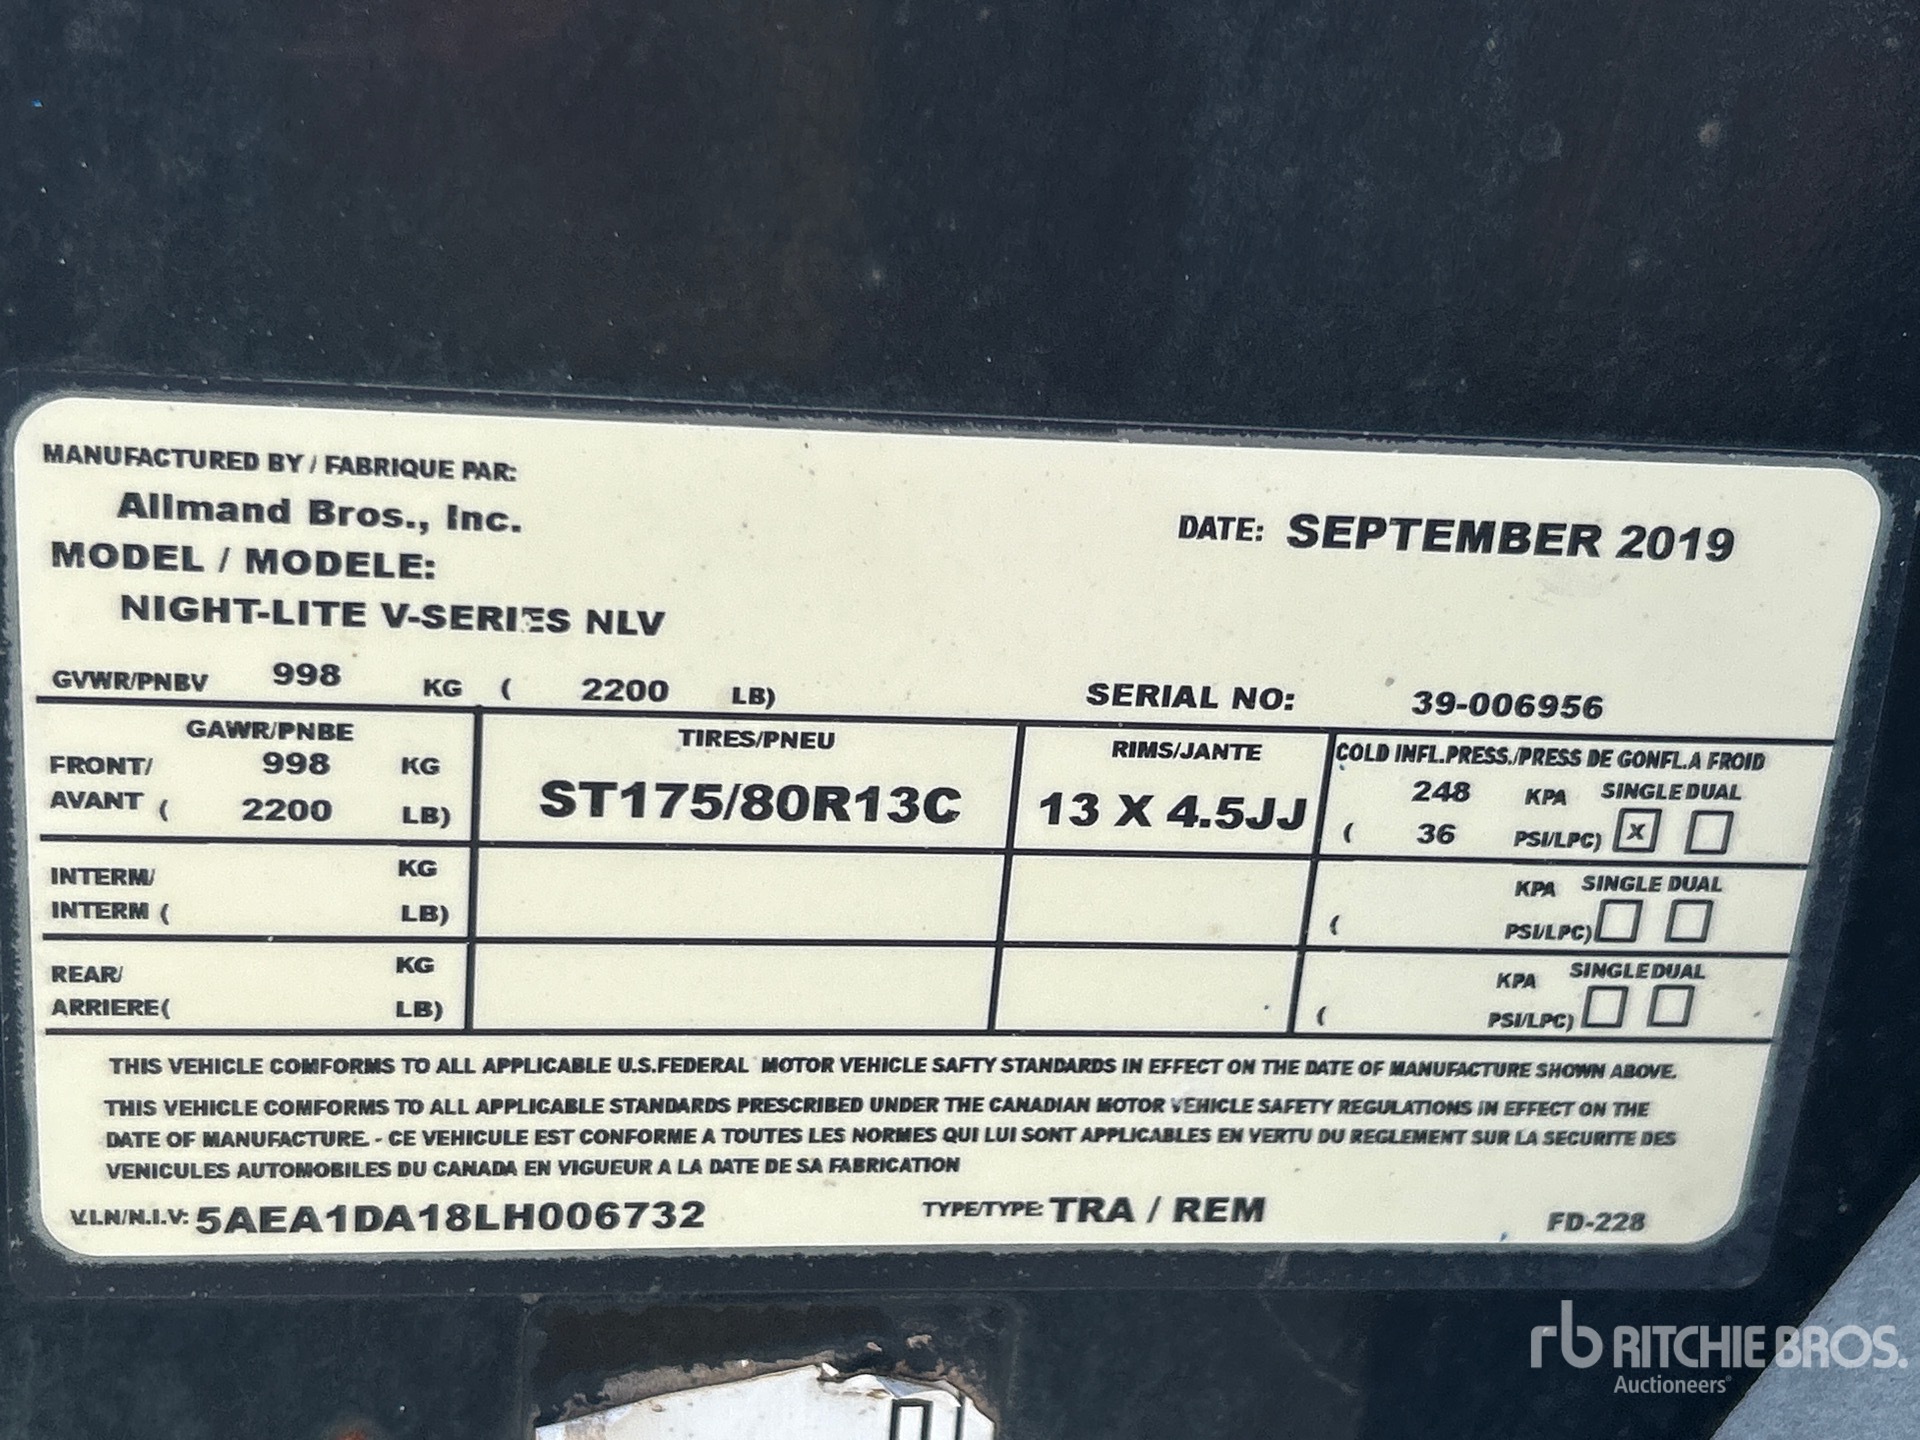 MANUFACTURED BY / FABRIQUE PAR:
Allmand Bros., Inc.
DATE: SEPTEMBER 2019
MODEL / MODELE:
NIGHT-LITE V-SERIES NLV
GVWR/PNBV 998 KG ( 2200 LB) SERIAL NO: 39-006956
GAWR/PNBE TIRES/PNEU RIMS/JANTE COLD INFL.PRESS./PRESS DE GONFL.A FROID
FRONT/ 998 KG ST175/80R13C 13 X 4.5JJ 248 KPA SINGLE DUAL
AVANT ( 2200 LB) ( 36 PSI/LPC) X
INTERM/ KG KPA SINGLE DUAL
INTERM ( LB) ( PSI/LPC)
REAR/ KG KPA SINGLE DUAL
ARRIERE ( LB) ( PSI/LPC)
THIS VEHICLE COMFORMS TO ALL APPLICABLE U.S.FEDERAL MOTOR VEHICLE SAFTY STANDARDS IN EFFECT ON THE DATE OF MANUFACTURE SHOWN ABOVE.
THIS VEHICLE COMFORMS TO ALL APPLICABLE STANDARDS PRESCRIBED UNDER THE CANADIAN MOTOR VEHICLE SAFETY REGULATIONS IN EFFECT ON THE
DATE OF MANUFACTURE. - CE VEHICULE EST CONFORME A TOUTES LES NORMES QUI LUI SONT APPLICABLES EN VERTU DU REGLEMENT SUR LA SECURITE DES
VENICULES AUTOMOBILES DU CANADA EN VIGUEUR A LA DATE DE SA FABRICATION
V.I.N/N.I.V: 5AEA1DA18LH006732 TYPE/TYPE: TRA / REM FD-228
rb RITCHIE BROS.
Auctioneers